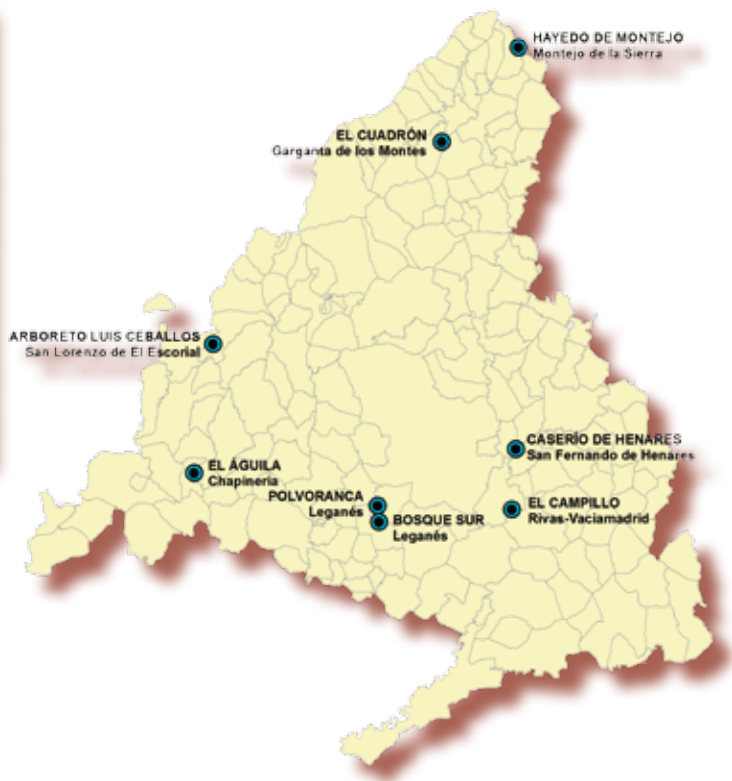 HAYEDO DE MONTEJO
Montejo de la Sierra
EL CUADRÓN
Garganta de los Montes
ARBORETO LUIS CEBALLOS
San Lorenzo de El Escorial
CASERÍO DE HENARES
San Fernando de Henares
EL ÁGUILA
Chapineria
POLVORANCA
Leganés
BOSQUE SUR
Leganés
EL CAMPILLO
Rivas-Vaciamadrid